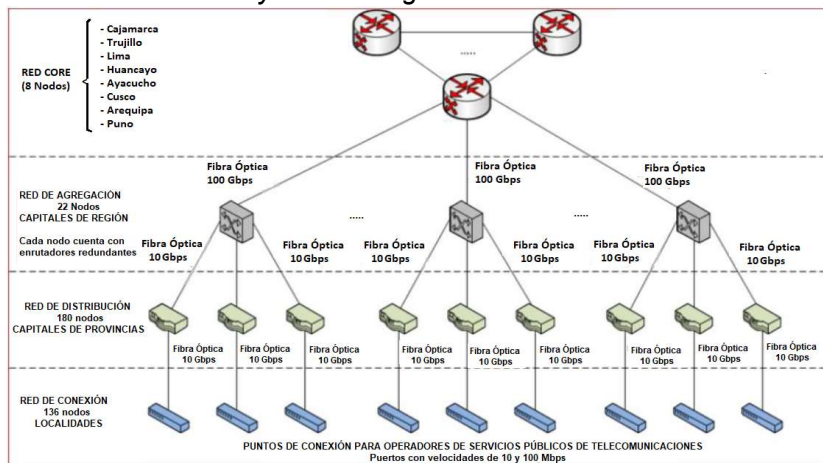 - Cajamarca
- Trujillo
- Lima
- Huancayo
- Ayacucho
- Cusco
- Arequipa
- Puno
RED CORE
(8 Nodos)
.....
Fibra Óptica
100 Gbps
Fibra Óptica
100 Gbps
Fibra Óptica
100 Gbps
RED DE AGREGACIÓN
22 Nodos
CAPITALES DE REGIÓN
Cada nodo cuenta con
enrutadores redundantes
.....
.....
Fibra Óptica
10 Gbps
Fibra Óptica
10 Gbps
Fibra Óptica
10 Gbps
Fibra Óptica
10 Gbps
Fibra Óptica
10 Gbps
Fibra Óptica
10 Gbps
RED DE DISTRIBUCIÓN
180 nodos
CAPITALES DE PROVINCIAS
Fibra Óptica
10 Gbps
Fibra Óptica
10 Gbps
Fibra Óptica
10 Gbps
Fibra Óptica
10 Gbps
Fibra Óptica
10 Gbps
Fibra Óptica
10 Gbps
Fibra Óptica
10 Gbps
Fibra Óptica
10 Gbps
Fibra Óptica
10 Gbps
RED DE CONEXIÓN
136 nodos
LOCALIDADES
PUNTOS DE CONEXIÓN PARA OPERADORES DE SERVICIOS PÚBLICOS DE TELECOMUNICACIONES
Puertos con velocidades de 10 y 100 Mbps